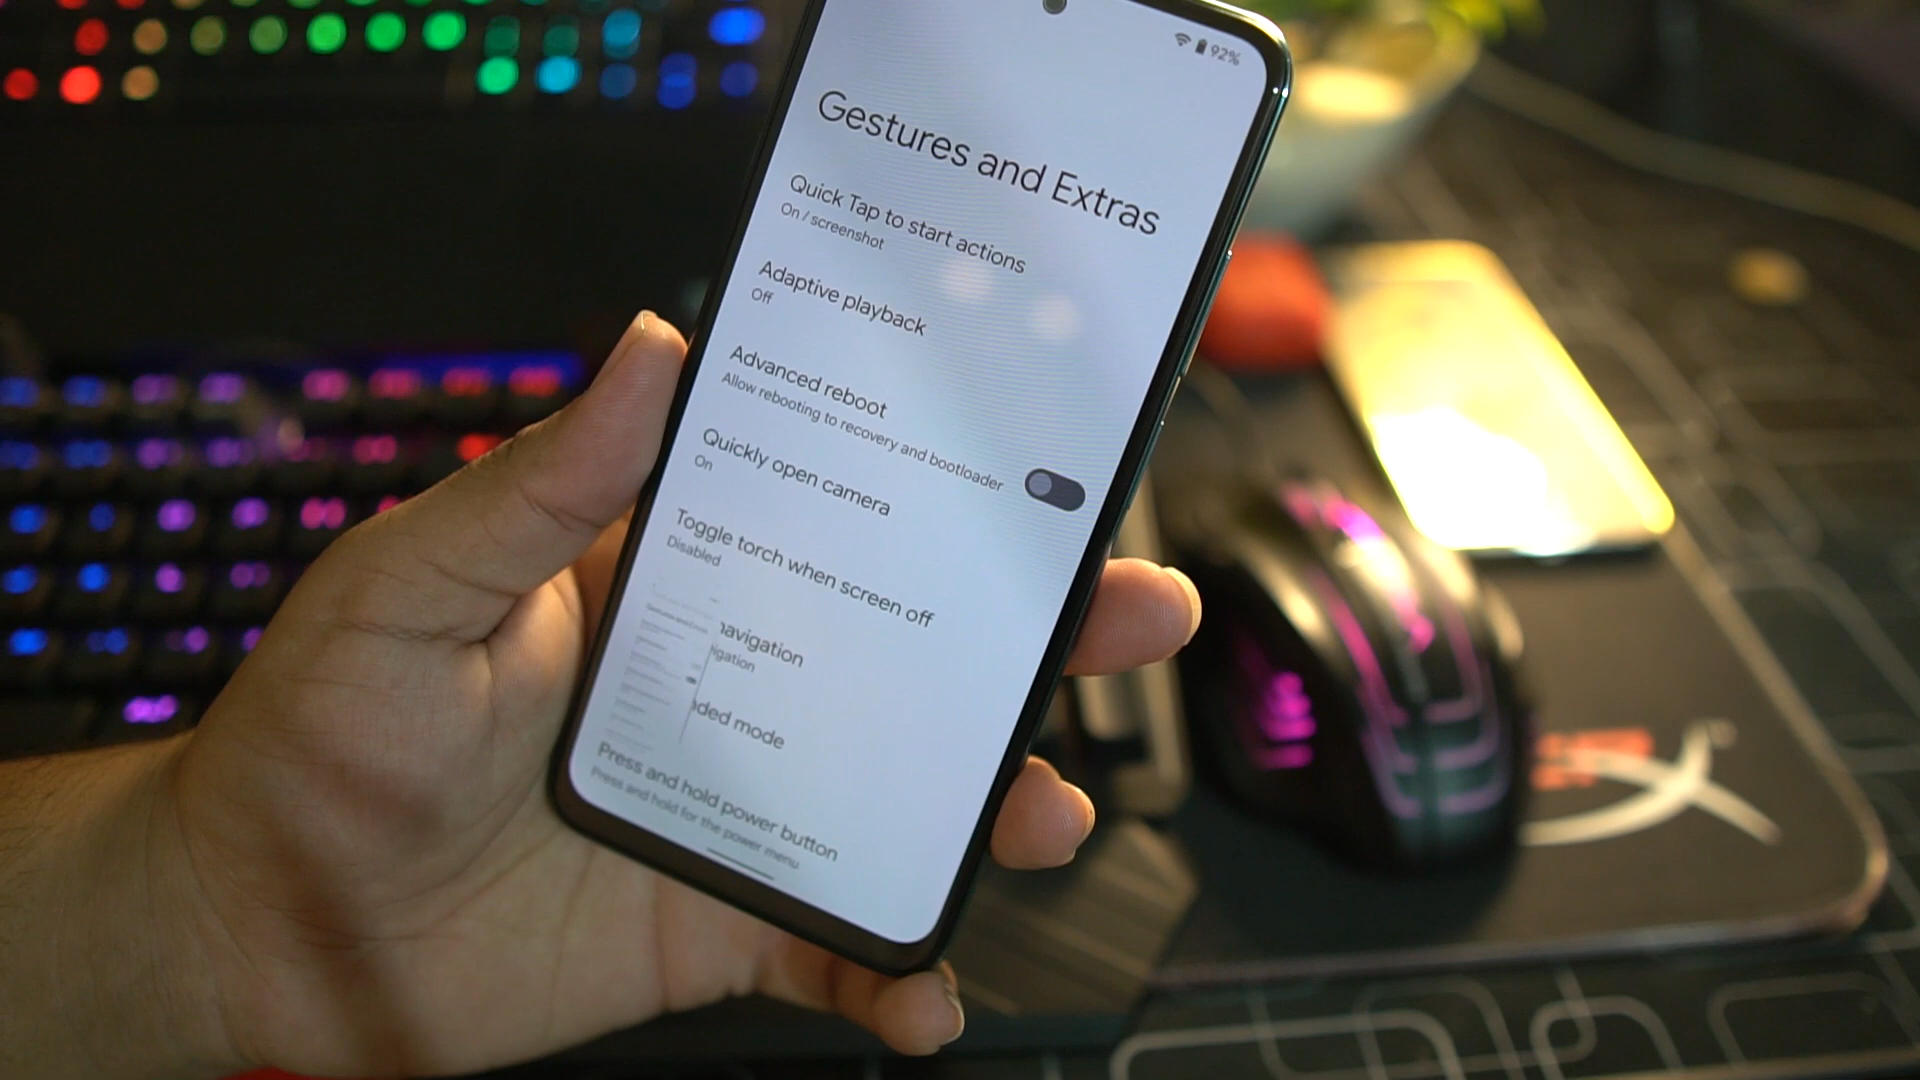 92%
Gestures and Extras
Quick Tap to start actions
On / screenshot
Adaptive playback
Off
Advanced reboot
Allow rebooting to recovery and bootloader
Quickly open camera
On
Toggle torch when screen off
Disabled
navigation
igation
ded mode
Press and hold power button
Press and hold for the power menu